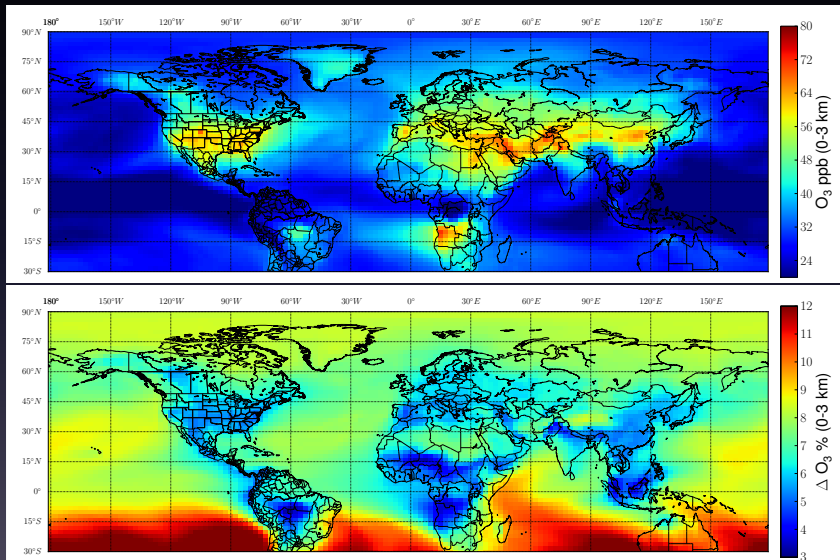 180° 150°W 120°W 90°W 60°W 30°W 0° 30°E 60°E 90°E 120°E 150°E
90°N
75°N
60°N
45°N
30°N
15°N
0°
15°S
30°S
80
72
64
56
48
40
32
24
O₃ ppb (0-3 km)
180° 150°W 120°W 90°W 60°W 30°W 0° 30°E 60°E 90°E 120°E 150°E
90°N
75°N
60°N
45°N
30°N
15°N
0°
15°S
30°S
12
11
10
9
8
7
6
5
4
3
△ O₃ % (0-3 km)